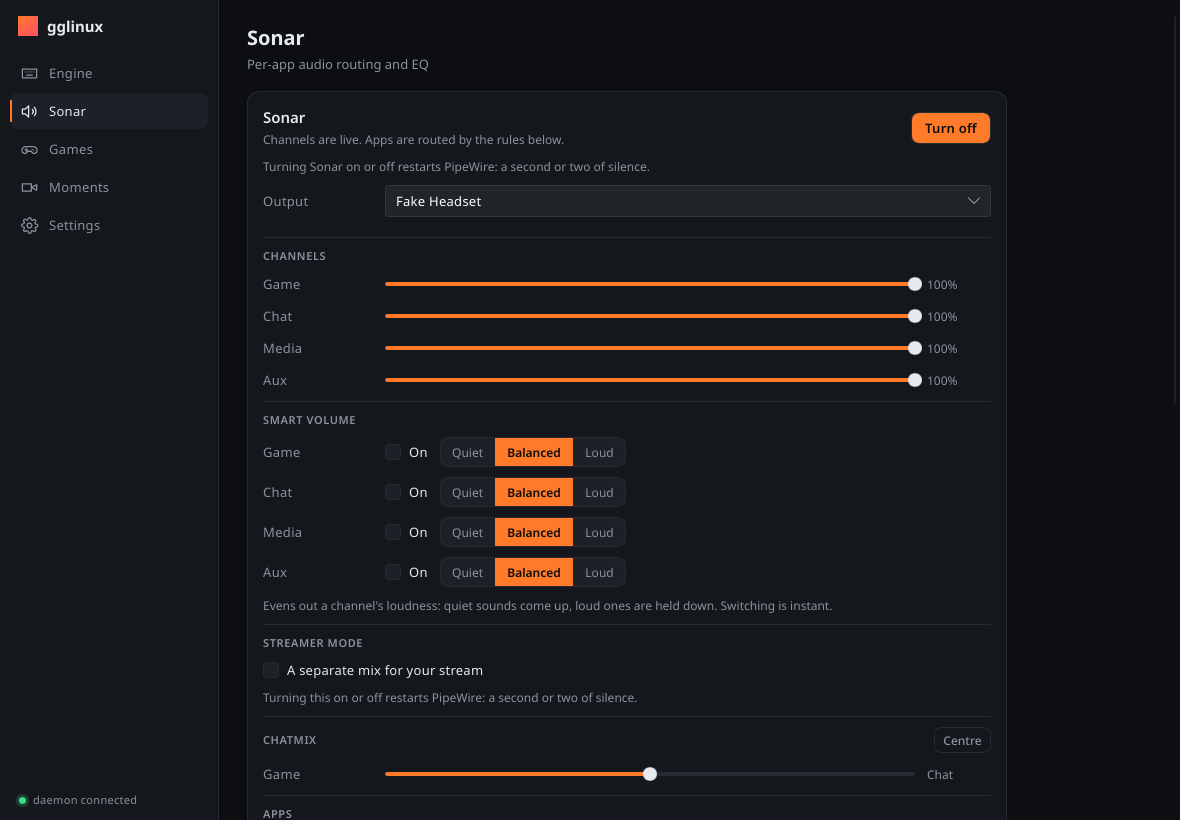 gglinux
Engine
Sonar
Games
Moments
Settings
daemon connected
Sonar
Per-app audio routing and EQ
Sonar
Channels are live. Apps are routed by the rules below.
Turn off
Turning Sonar on or off restarts PipeWire: a second or two of silence.
Output Fake Headset
CHANNELS
Game 100%
Chat 100%
Media 100%
Aux 100%
SMART VOLUME
Game On Quiet Balanced Loud
Chat On Quiet Balanced Loud
Media On Quiet Balanced Loud
Aux On Quiet Balanced Loud
Evens out a channel's loudness: quiet sounds come up, loud ones are held down. Switching is instant.
STREAMER MODE
A separate mix for your stream
Turning this on or off restarts PipeWire: a second or two of silence.
CHATMIX Centre
Game Chat
APPS